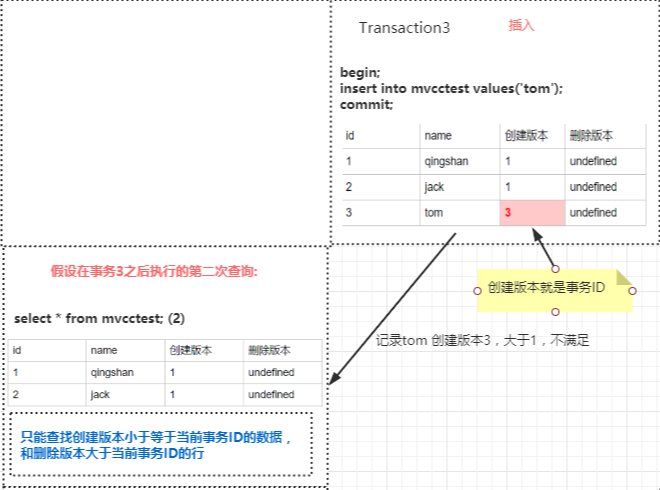 Transaction3 插入
begin;
insert into mvcctest values('tom');
commit;
id name 创建版本 删除版本
1 qingshan 1 undefined
2 jack 1 undefined
3 tom 3 undefined
假设在事务3之后执行的第二次查询:
创建版本就是事务ID
select * from mvcctest; (2)
记录tom 创建版本3，大于1，不满足
id name 创建版本 删除版本
1 qingshan 1 undefined
2 jack 1 undefined
只能查找创建版本小于等于当前事务ID的数据，
和删除版本大于当前事务ID的行